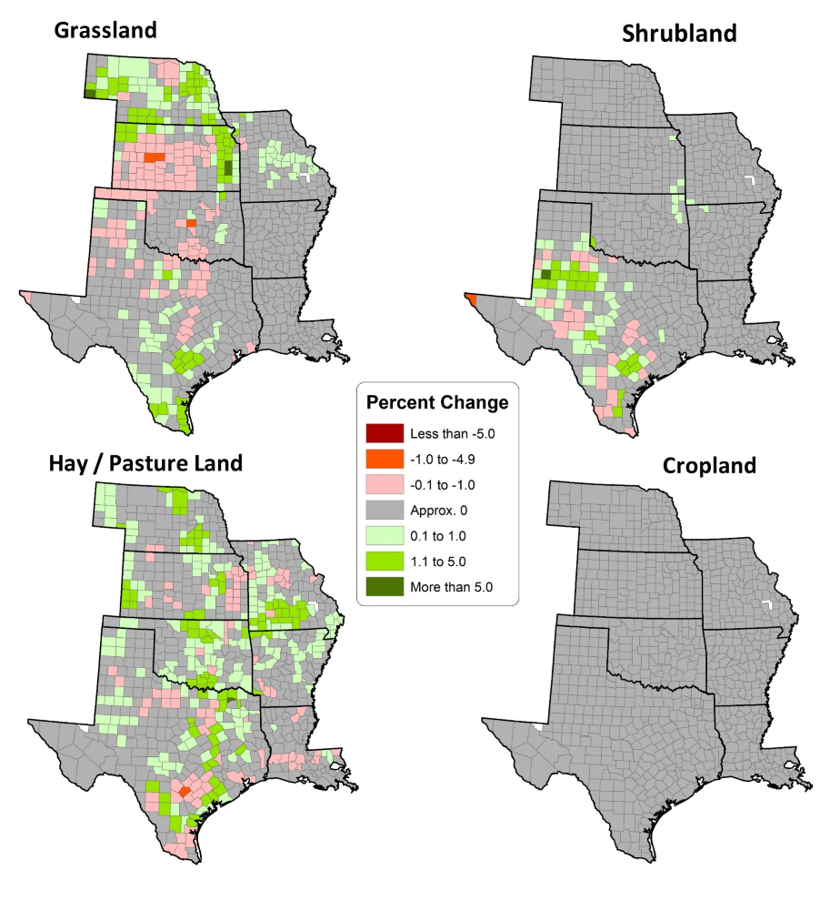 Grassland
Shrubland
Percent Change
Less than -5.0
-1.0 to -4.9
-0.1 to -1.0
Approx. 0
0.1 to 1.0
1.1 to 5.0
More than 5.0
Hay / Pasture Land
Cropland